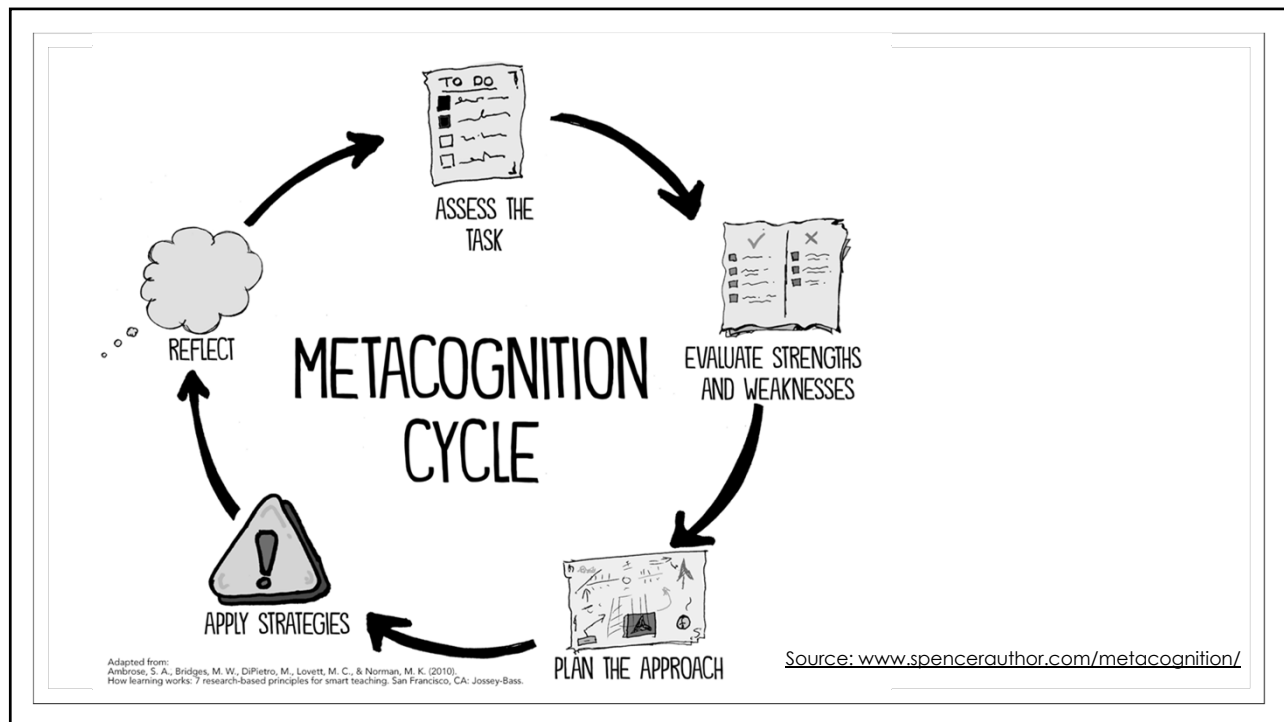 TO DO
ASSESS THE
TASK
EVALUATE STRENGTHS
AND WEAKNESSES
PLAN THE APPROACH
APPLY STRATEGIES
REFLECT
METACOGNITION
CYCLE
Adapted from:
Ambrose, S. A., Bridges, M. W., DiPietro, M., Lovett, M. C., & Norman, M. K. (2010).
How learning works: 7 research-based principles for smart teaching. San Francisco, CA: Jossey-Bass.
Source: www.spencerauthor.com/metacognition/